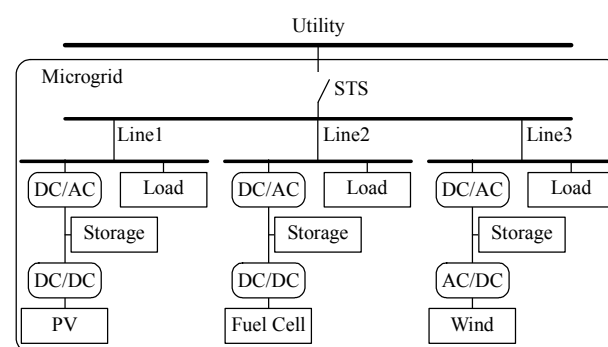 Utility
Microgrid
STS
Line1 Line2 Line3
DC/AC Load DC/AC Load DC/AC Load
Storage Storage Storage
DC/DC DC/DC AC/DC
PV Fuel Cell Wind